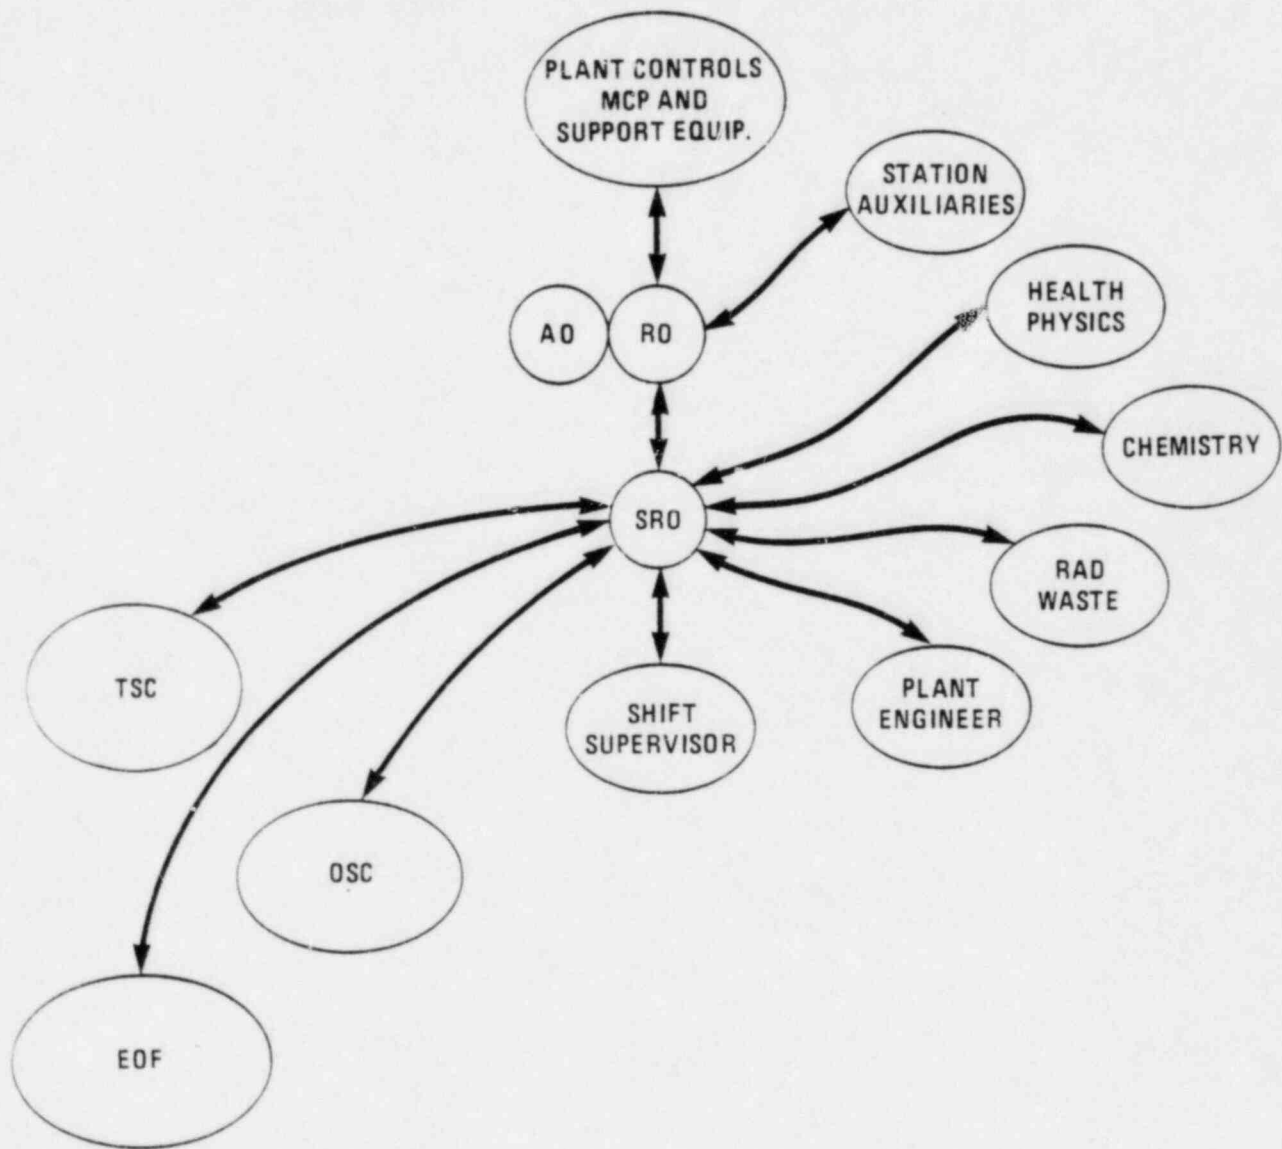 PLANT CONTROLS
MCP AND
SUPPORT EQUIP.
STATION
AUXILIARIES
HEALTH
PHYSICS
AO
RO
CHEMISTRY
SRO
RAD
WASTE
TSC
SHIFT
SUPERVISOR
PLANT
ENGINEER
OSC
EOF